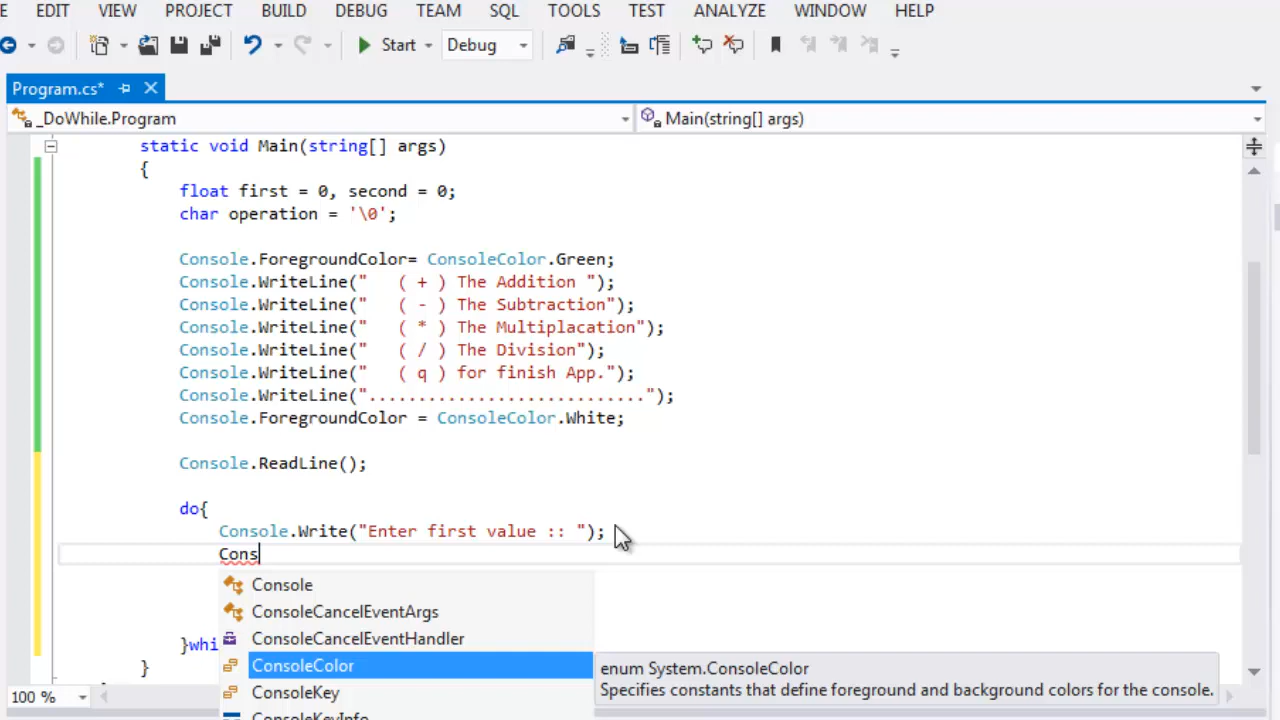 E EDIT VIEW PROJECT BUILD DEBUG TEAM SQL TOOLS TEST ANALYZE WINDOW HELP
Start Debug
Program.cs*
_DoWhile.Program Main(string[] args)
static void Main(string[] args)
{
float first = 0, second = 0;
char operation = '\0';
Console.ForegroundColor= ConsoleColor.Green;
Console.WriteLine("   ( + ) The Addition ");
Console.WriteLine("   ( - ) The Subtraction");
Console.WriteLine("   ( * ) The Multiplacation");
Console.WriteLine("   ( / ) The Division");
Console.WriteLine("   ( q ) for finish App.");
Console.WriteLine("............................");
Console.ForegroundColor = ConsoleColor.White;
Console.ReadLine();
do{
Console.Write("Enter first value :: ");
Cons
Console
ConsoleCancelEventArgs
ConsoleCancelEventHandler
}whi
ConsoleColor
enum System.ConsoleColor
}
Specifies constants that define foreground and background colors for the console.
ConsoleKey
100 %
ConsoleKeyInfo